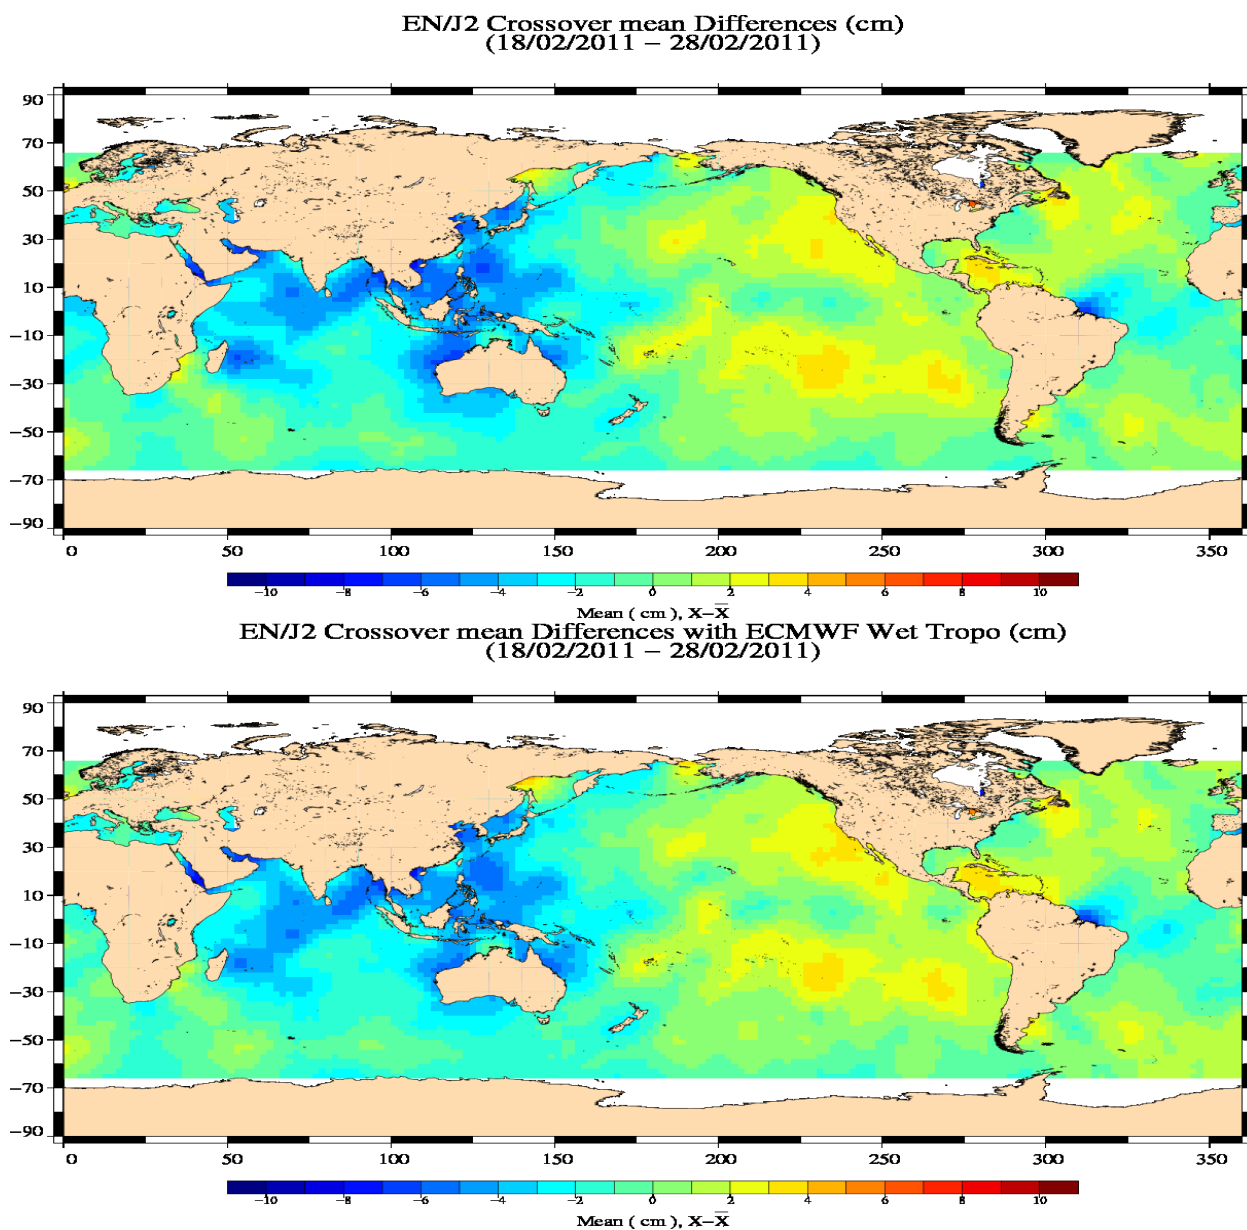 EN/J2 Crossover mean Differences (cm)
(18/02/2011 – 28/02/2011)
90
70
50
30
10
−10
−30
−50
−70
−90
0 50 100 150 200 250 300 350
−10 −8 −6 −4 −2 0 2 4 6 8 10
Mean ( cm ), X−X̅
EN/J2 Crossover mean Differences with ECMWF Wet Tropo (cm)
(18/02/2011 – 28/02/2011)
90
70
50
30
10
−10
−30
−50
−70
−90
0 50 100 150 200 250 300 350
−10 −8 −6 −4 −2 0 2 4 6 8 10
Mean ( cm ), X−X̅